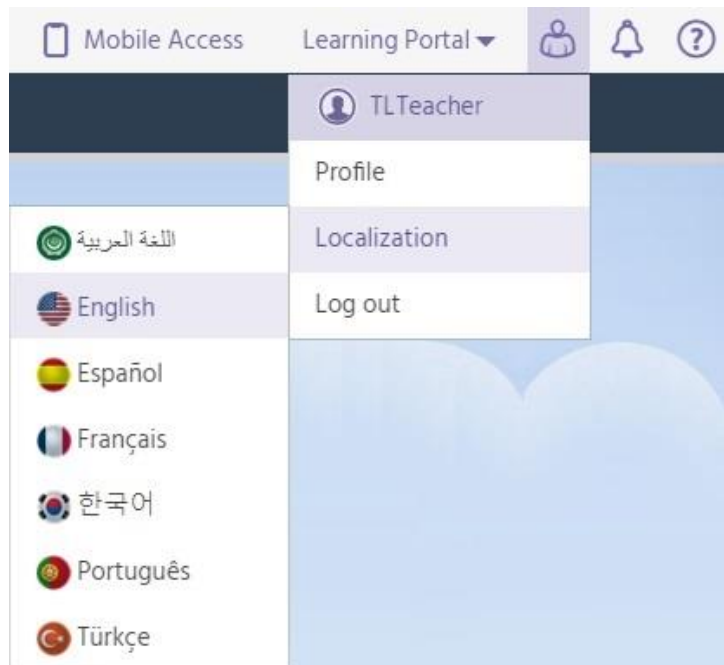 Mobile Access Learning Portal
TLTeacher
Profile
Localization
Log out
اللغة العربية
English
Español
Français
한국어
Português
Türkçe